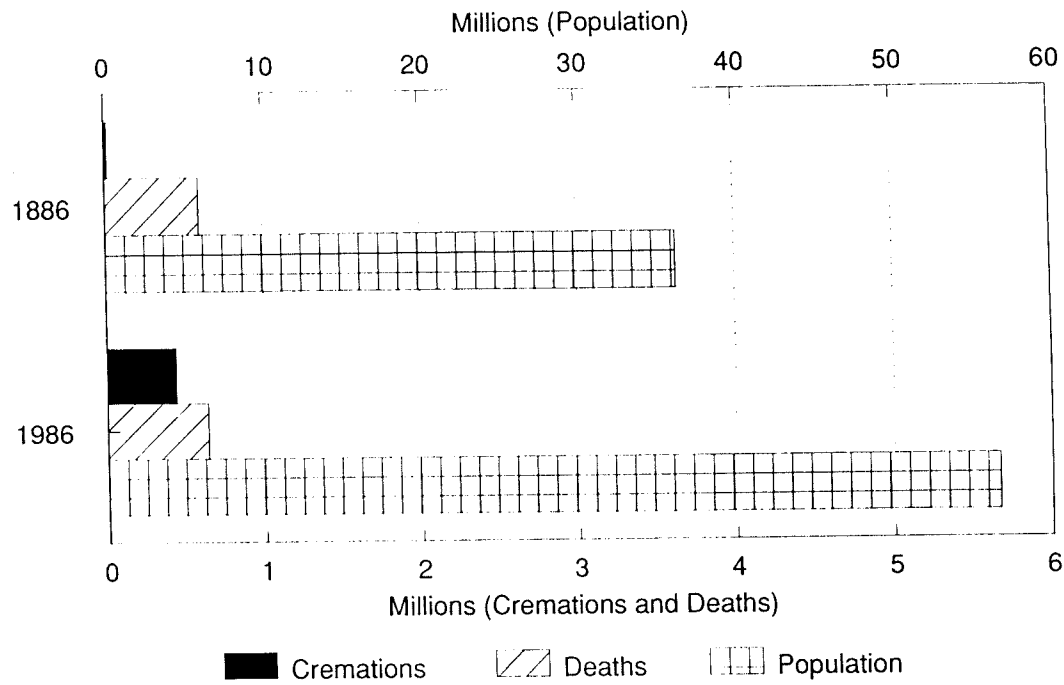 Millions (Population)
0 10 20 30 40 50 60
1886
1986
0 1 2 3 4 5 6
Millions (Cremations and Deaths)
Cremations Deaths Population